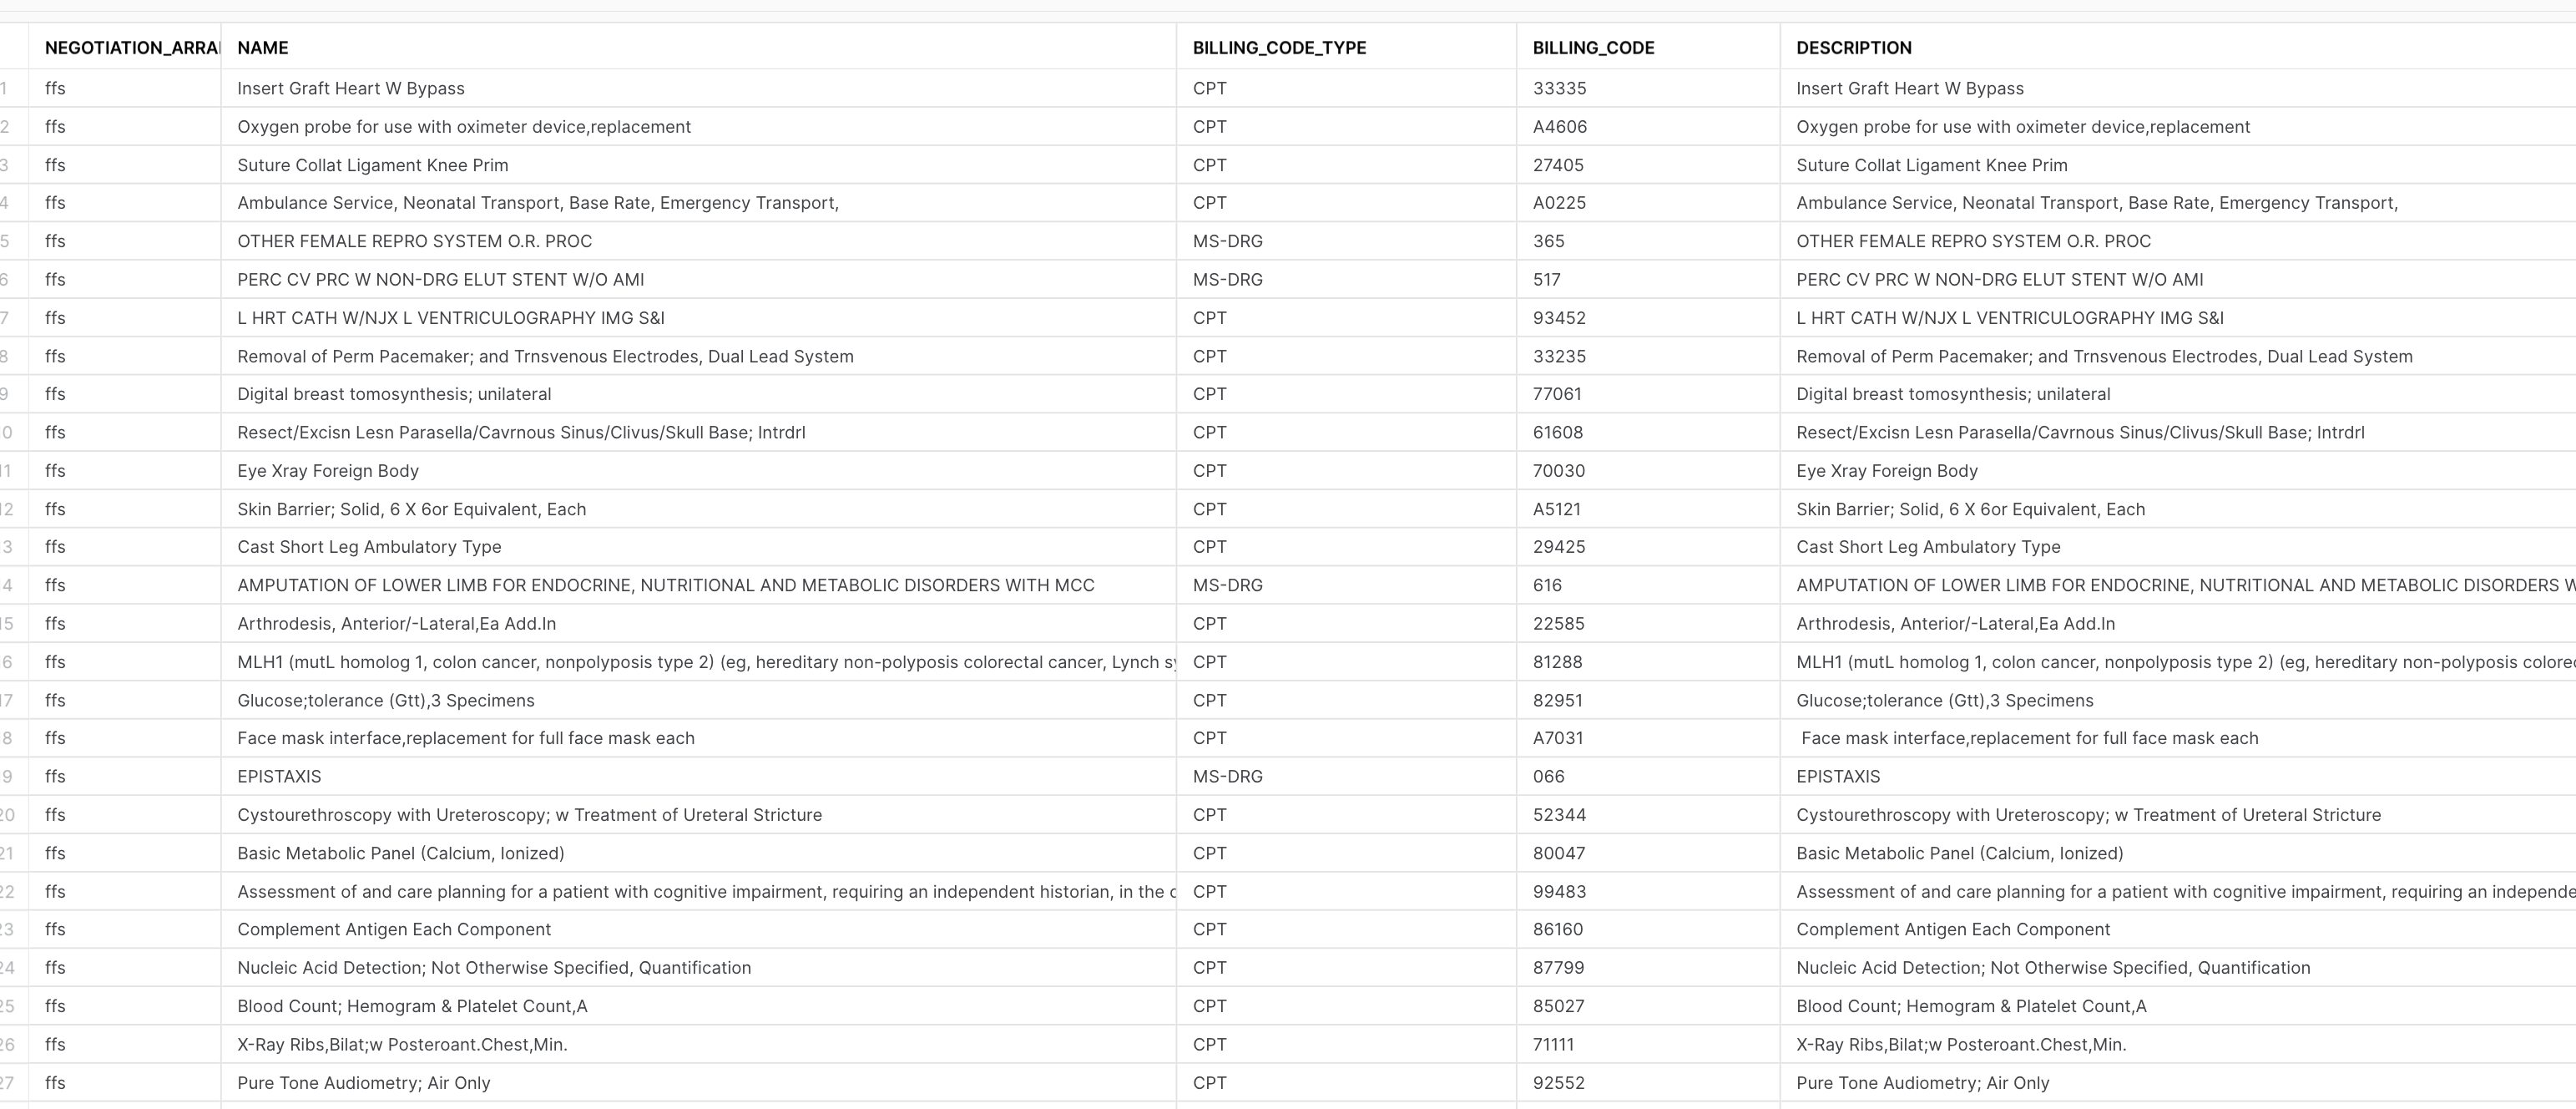 NEGOTIATION_ARRA NAME BILLING_CODE_TYPE BILLING_CODE DESCRIPTION
1 ffs Insert Graft Heart W Bypass CPT 33335 Insert Graft Heart W Bypass
2 ffs Oxygen probe for use with oximeter device,replacement CPT A4606 Oxygen probe for use with oximeter device,replacement
3 ffs Suture Collat Ligament Knee Prim CPT 27405 Suture Collat Ligament Knee Prim
4 ffs Ambulance Service, Neonatal Transport, Base Rate, Emergency Transport, CPT A0225 Ambulance Service, Neonatal Transport, Base Rate, Emergency Transport,
5 ffs OTHER FEMALE REPRO SYSTEM O.R. PROC MS-DRG 365 OTHER FEMALE REPRO SYSTEM O.R. PROC
6 ffs PERC CV PRC W NON-DRG ELUT STENT W/O AMI MS-DRG 517 PERC CV PRC W NON-DRG ELUT STENT W/O AMI
7 ffs L HRT CATH W/NJX L VENTRICULOGRAPHY IMG S&I CPT 93452 L HRT CATH W/NJX L VENTRICULOGRAPHY IMG S&I
8 ffs Removal of Perm Pacemaker; and Trnsvenous Electrodes, Dual Lead System CPT 33235 Removal of Perm Pacemaker; and Trnsvenous Electrodes, Dual Lead System
9 ffs Digital breast tomosynthesis; unilateral CPT 77061 Digital breast tomosynthesis; unilateral
0 ffs Resect/Excisn Lesn Parasella/Cavrnous Sinus/Clivus/Skull Base; Intrdrl CPT 61608 Resect/Excisn Lesn Parasella/Cavrnous Sinus/Clivus/Skull Base; Intrdrl
11 ffs Eye Xray Foreign Body CPT 70030 Eye Xray Foreign Body
12 ffs Skin Barrier; Solid, 6 X 6or Equivalent, Each CPT A5121 Skin Barrier; Solid, 6 X 6or Equivalent, Each
3 ffs Cast Short Leg Ambulatory Type CPT 29425 Cast Short Leg Ambulatory Type
4 ffs AMPUTATION OF LOWER LIMB FOR ENDOCRINE, NUTRITIONAL AND METABOLIC DISORDERS WITH MCC MS-DRG 616 AMPUTATION OF LOWER LIMB FOR ENDOCRINE, NUTRITIONAL AND METABOLIC DISORDERS W
15 ffs Arthrodesis, Anterior/-Lateral,Ea Add.In CPT 22585 Arthrodesis, Anterior/-Lateral,Ea Add.In
6 ffs MLH1 (mutL homolog 1, colon cancer, nonpolyposis type 2) (eg, hereditary non-polyposis colorectal cancer, Lynch sy CPT 81288 MLH1 (mutL homolog 1, colon cancer, nonpolyposis type 2) (eg, hereditary non-polyposis colorec
17 ffs Glucose;tolerance (Gtt),3 Specimens CPT 82951 Glucose;tolerance (Gtt),3 Specimens
8 ffs Face mask interface,replacement for full face mask each CPT A7031 Face mask interface,replacement for full face mask each
9 ffs EPISTAXIS MS-DRG 066 EPISTAXIS
20 ffs Cystourethroscopy with Ureteroscopy; w Treatment of Ureteral Stricture CPT 52344 Cystourethroscopy with Ureteroscopy; w Treatment of Ureteral Stricture
21 ffs Basic Metabolic Panel (Calcium, Ionized) CPT 80047 Basic Metabolic Panel (Calcium, Ionized)
22 ffs Assessment of and care planning for a patient with cognitive impairment, requiring an independent historian, in the CPT 99483 Assessment of and care planning for a patient with cognitive impairment, requiring an independe
23 ffs Complement Antigen Each Component CPT 86160 Complement Antigen Each Component
24 ffs Nucleic Acid Detection; Not Otherwise Specified, Quantification CPT 87799 Nucleic Acid Detection; Not Otherwise Specified, Quantification
25 ffs Blood Count; Hemogram & Platelet Count,A CPT 85027 Blood Count; Hemogram & Platelet Count,A
26 ffs X-Ray Ribs,Bilat;w Posteroant.Chest,Min. CPT 71111 X-Ray Ribs,Bilat;w Posteroant.Chest,Min.
27 ffs Pure Tone Audiometry; Air Only CPT 92552 Pure Tone Audiometry; Air Only